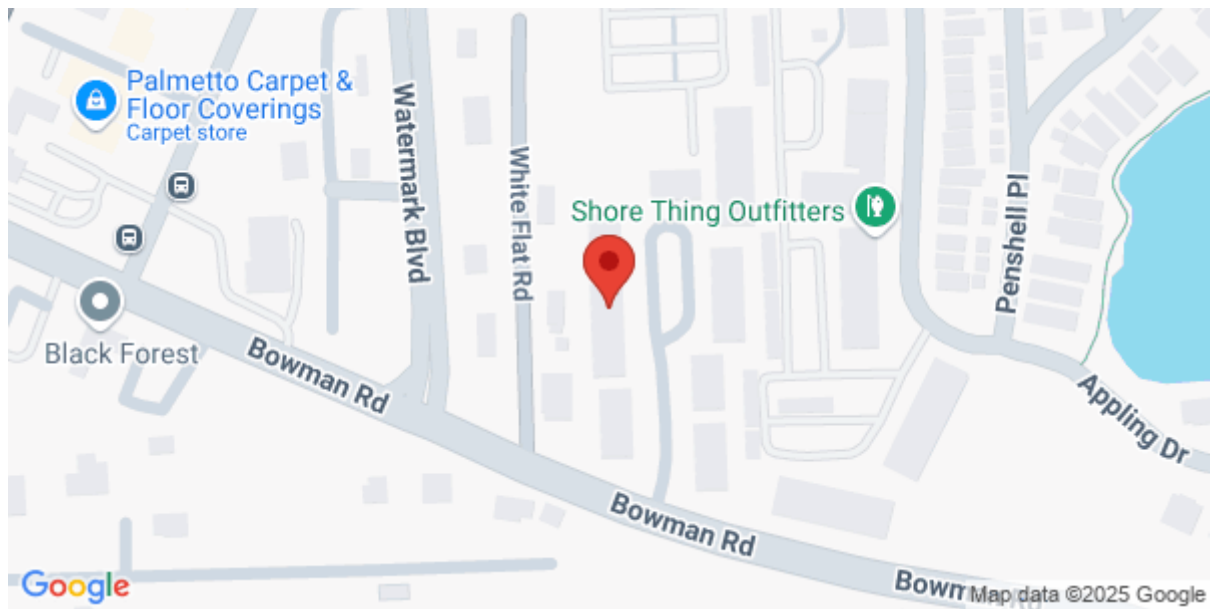 Palmetto Carpet &
Floor Coverings
Carpet store
Watermark Blvd
White Flat Rd
Shore Thing Outfitters
Penshell Pl
Black Forest
Bowman Rd
Appling Dr
Bowman Rd
Google
Map data ©2025 Google